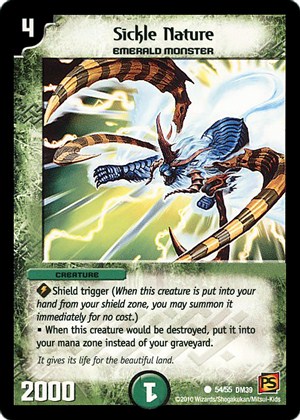 4
Sickle Nature
EMERALD MONSTER
CREATURE
Shield trigger (When this creature is put into your
hand from your shield zone, you may summon it
immediately for no cost.)
▪ When this creature would be destroyed, put it into
your mana zone instead of your graveyard.
It gives life for the beautiful land.
2000
1
● 54/55 DM39
©2010 Wizards/Shogakukan/Mitsui-Kids
PS